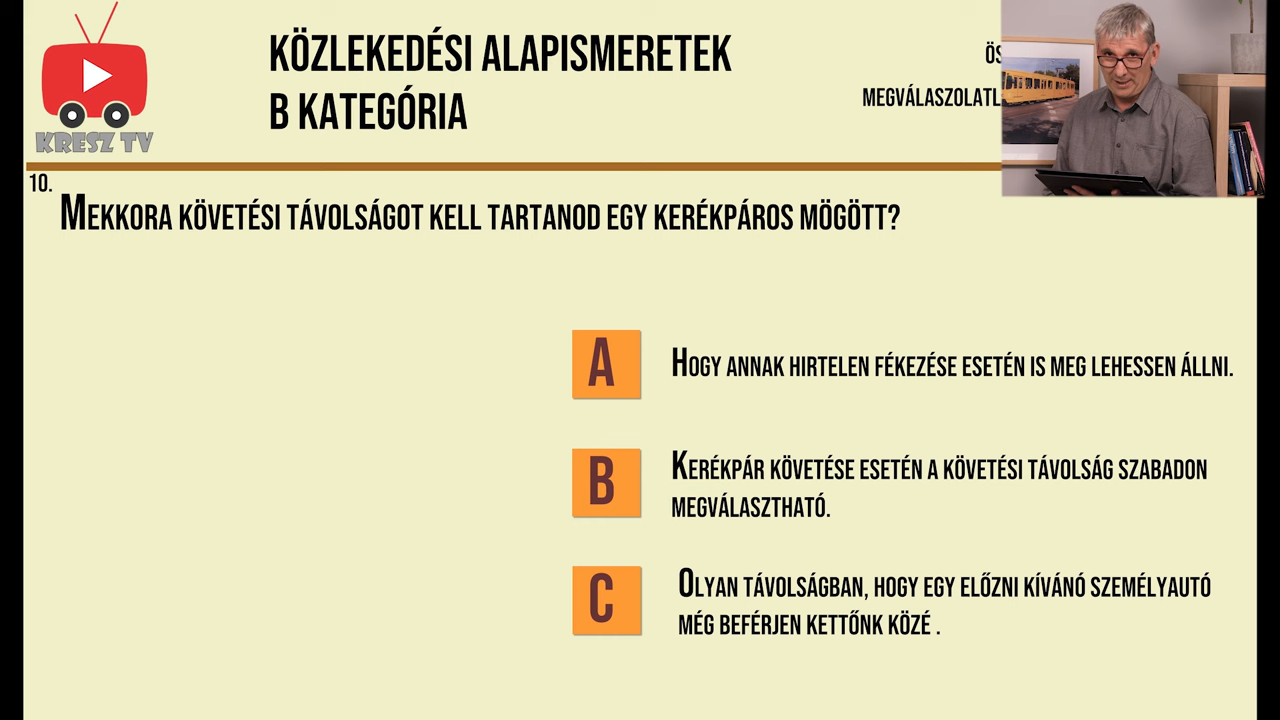 KÖZLEKEDÉSI ALAPISMERETEK
B KATEGÓRIA
ÖS
MEGVÁLASZOLATL
KRESZ TV
10.
MEKKORA KÖVETÉSI TÁVOLSÁGOT KELL TARTANOD EGY KERÉKPÁROS MÖGÖTT?
A
HOGY ANNAK HIRTELEN FÉKEZÉSE ESETÉN IS MEG LEHESSEN ÁLLNI.
B
KERÉKPÁR KÖVETÉSE ESETÉN A KÖVETÉSI TÁVOLSÁG SZABADON
MEGVÁLASZTHATÓ.
C
OLYAN TÁVOLSÁGBAN, HOGY EGY ELŐZNI KÍVÁNÓ SZEMÉLYAUTÓ
MÉG BEFÉRJEN KETTŐNK KÖZÉ .